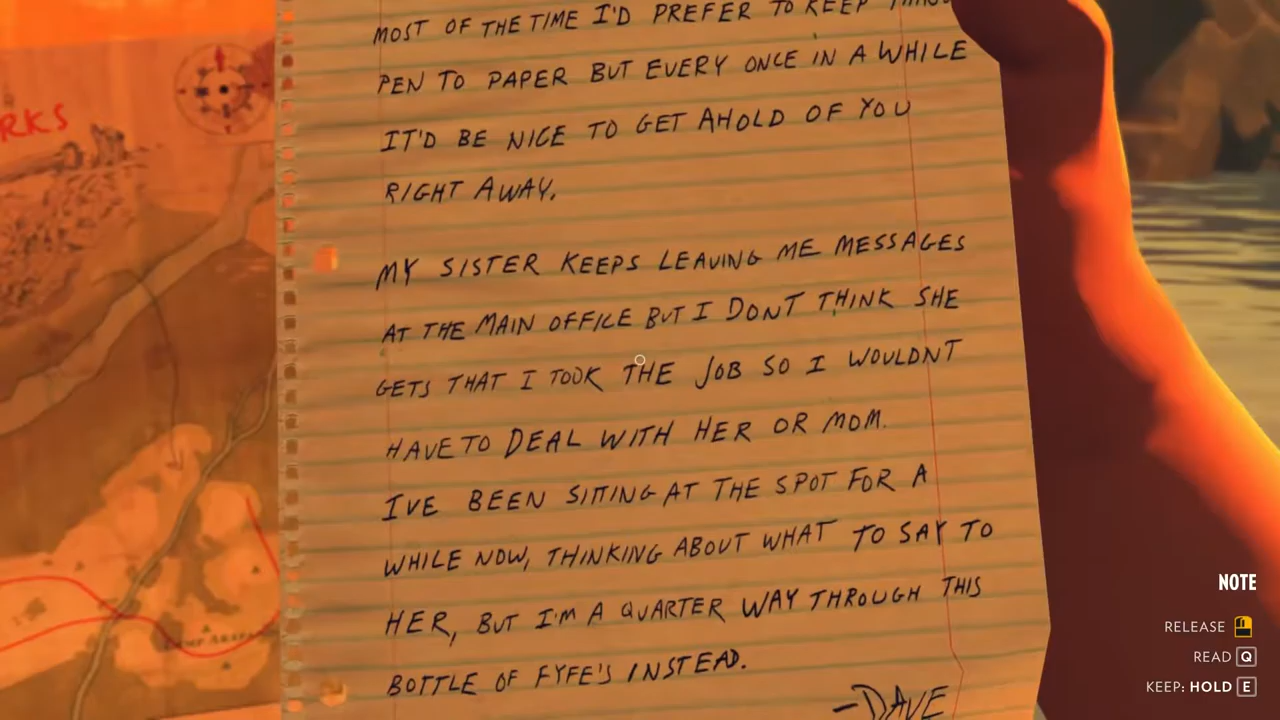 MOST OF THE TIME I'D PREFER TO KEEP
PEN TO PAPER BUT EVERY ONCE IN A WHILE
IT'D BE NICE TO GET AHOLD OF YOU
RIGHT AWAY.
MY SISTER KEEPS LEAVING ME MESSAGES
AT THE MAIN OFFICE BUT I DONT THINK SHE
GETS THAT I TOOK THE JOB SO I WOULDNT
HAVE TO DEAL WITH HER OR MOM.
IVE BEEN SITTING AT THE SPOT FOR A
WHILE NOW, THINKING ABOUT WHAT TO SAY TO
HER, BUT I'M A QUARTER WAY THROUGH THIS
BOTTLE OF FYFE'S INSTEAD.
-DAVE
RKS
NOTE
RELEASE
READ Q
KEEP: HOLD E